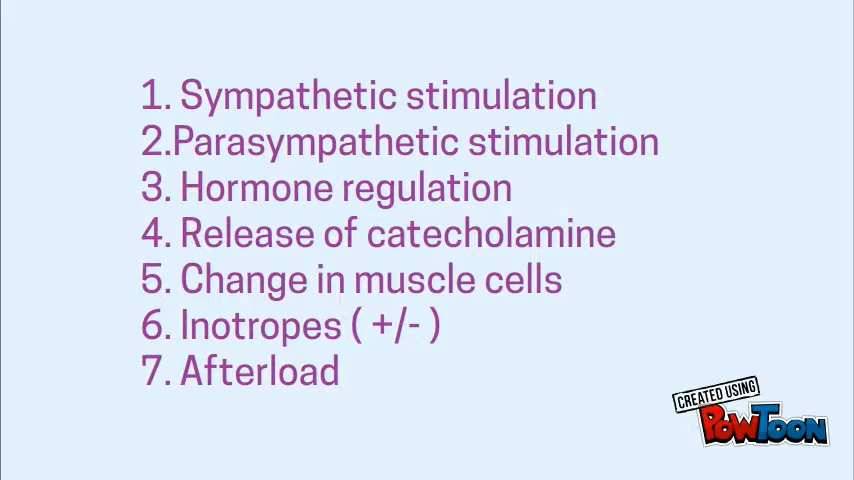 1. Sympathetic stimulation
2.Parasympathetic stimulation
3. Hormone regulation
4. Release of catecholamine
5. Change in muscle cells
6. Inotropes ( +/- )
7. Afterload
CREATED USING
POWTOON